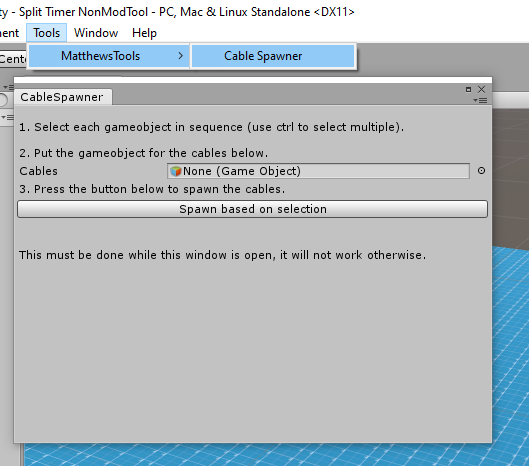 ty - Split Timer NonModTool - PC, Mac & Linux Standalone <DX11>
ment Tools Window Help
Cente
MatthewsTools > Cable Spawner
CableSpawner
1. Select each gameobject in sequence (use ctrl to select multiple).
2. Put the gameobject for the cables below.
Cables None (Game Object)
3. Press the button below to spawn the cables.
Spawn based on selection
This must be done while this window is open, it will not work otherwise.